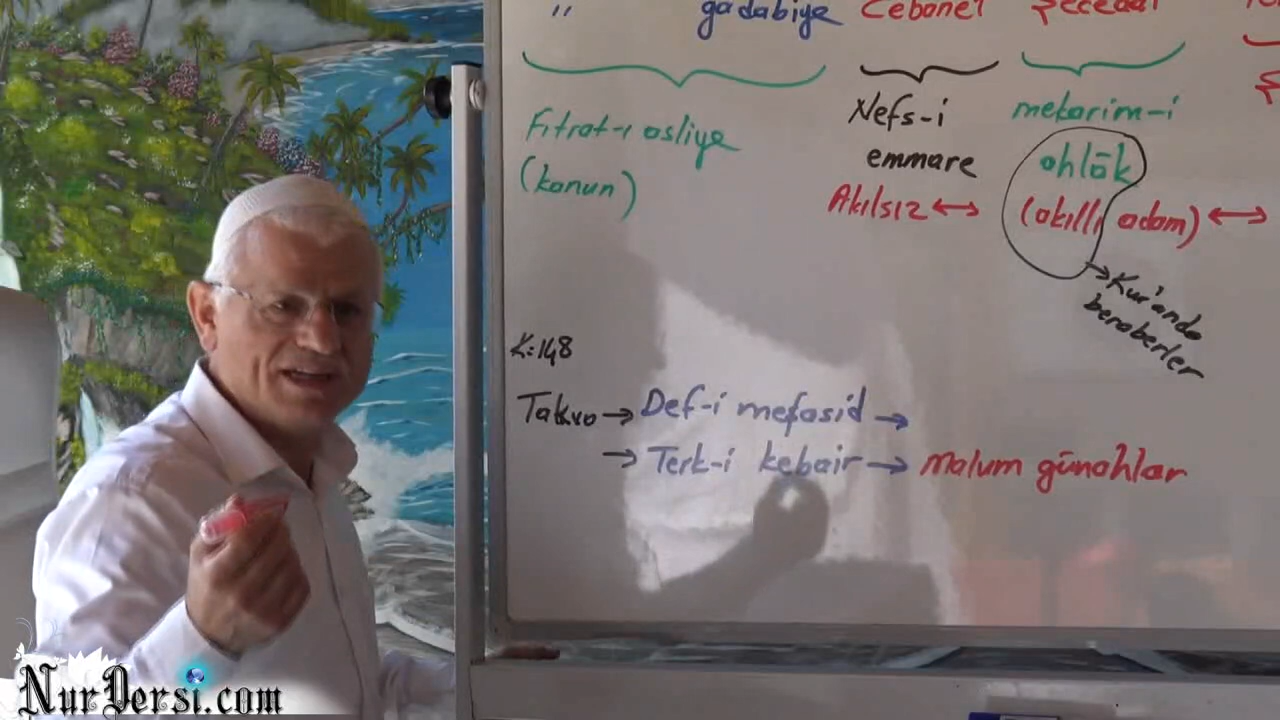 " gadabiye Cebanet Şecaat
Fıtrat-ı asliye
(kanun)
Nefs-i
emmare
Akılsız ↔
mekarim-i
ahlâk
(akıllı adam) ↔
→ Kur'anda
beraberler
K:148
Takva → Def-i mefasid →
→ Terk-i kebair → Malum günahlar
NurDersi.com